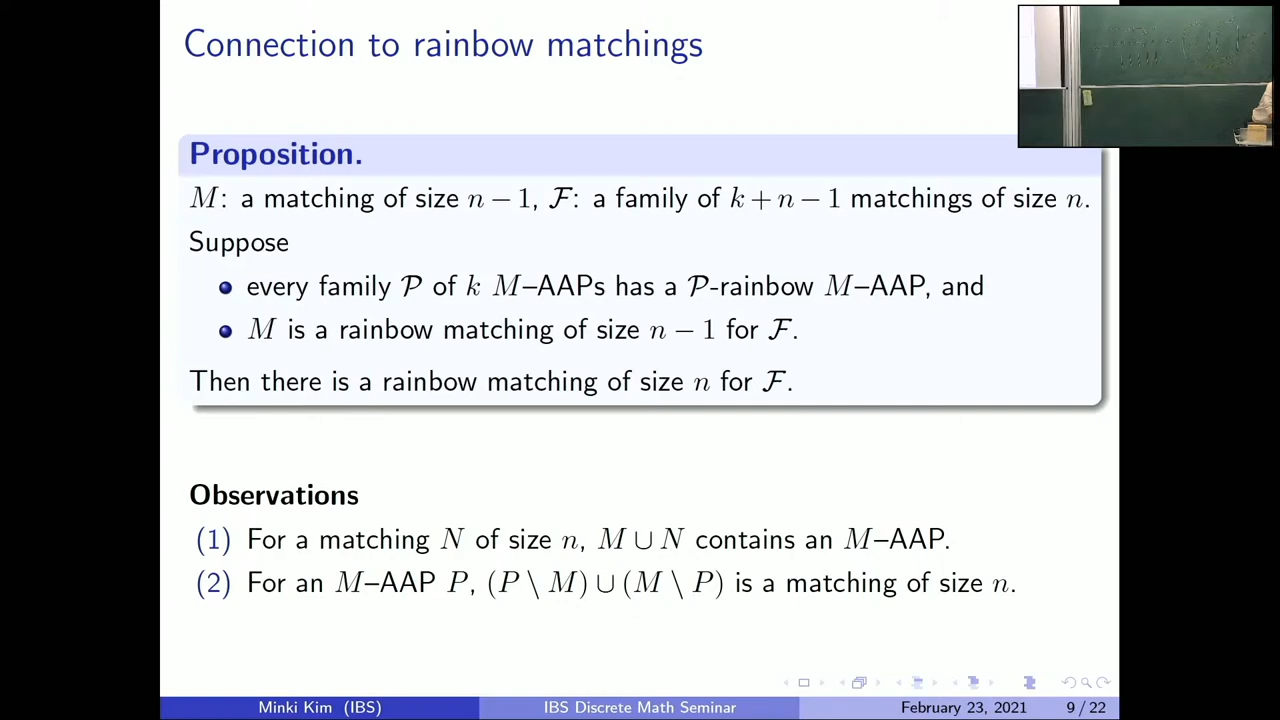 Connection to rainbow matchings
Proposition.
M: a matching of size n − 1, 𝓕: a family of k + n − 1 matchings of size n.
Suppose
every family 𝒫 of k M–AAPs has a 𝒫-rainbow M–AAP, and
M is a rainbow matching of size n − 1 for 𝓕.
Then there is a rainbow matching of size n for 𝓕.
Observations
(1) For a matching N of size n, M ∪ N contains an M–AAP.
(2) For an M–AAP P, (P \ M) ∪ (M \ P) is a matching of size n.
Minki Kim (IBS) IBS Discrete Math Seminar February 23, 2021 9 / 22